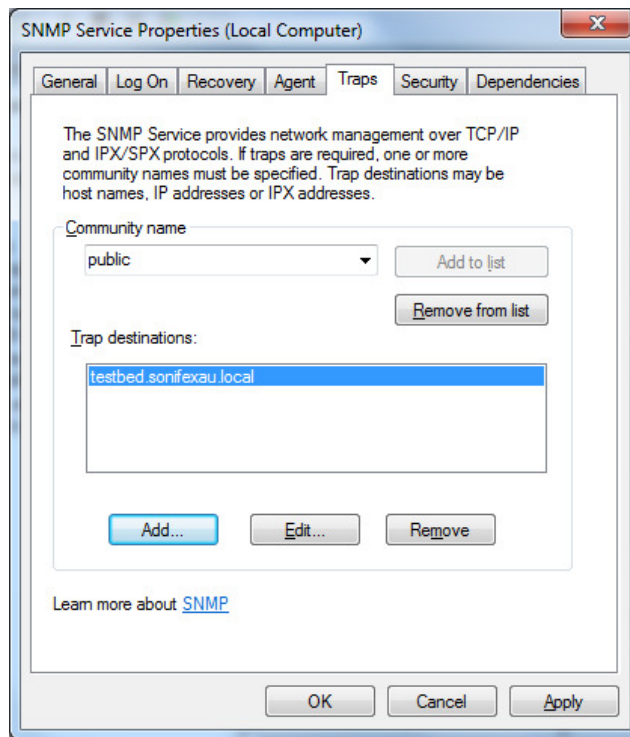 SNMP Service Properties (Local Computer)
General Log On Recovery Agent Traps Security Dependencies
The SNMP Service provides network management over TCP/IP
and IPX/SPX protocols. If traps are required, one or more
community names must be specified. Trap destinations may be
host names, IP addresses or IPX addresses.
Community name
public
Add to list
Remove from list
Trap destinations:
testbed.sonifexau.local
Add... Edit... Remove
Learn more about SNMP
OK Cancel Apply